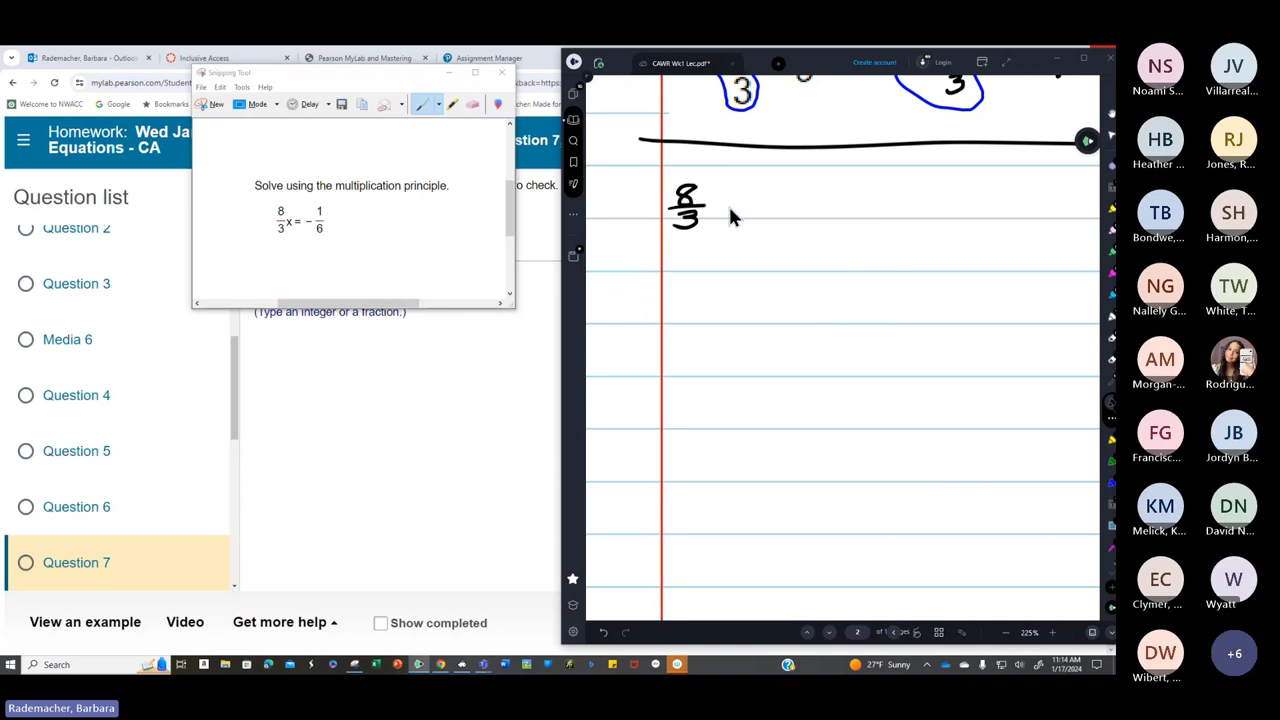 Rademacher, Barbara - Outloo
Inclusive Access
Pearson MyLab and Mastering
Assignment Manager
mylab.pearson.com/Student
&back=https:
Welcome to NWACC
Google
Bookmarks
Homework: Wed Ja
Equations - CA
stion 7,
o check.
Snipping Tool
File Edit Tools Help
New Mode Delay
Solve using the multiplication principle.
8/3 x = - 1/6
(Type an integer or a fraction.)
Question list
Question 2
Question 3
Media 6
Question 4
Question 5
Question 6
Question 7
View an example
Video
Get more help
Show completed
CAWR Wk1 Lec.pdf*
Create account
Login
3
3
8/3
2
225%
Search
27°F Sunny
11:14 AM
1/17/2024
NS
Noami S...
JV
Villarreal...
HB
Heather ...
RJ
Jones, R...
TB
Bondwe,...
SH
Harmon,...
NG
Nallely G...
TW
White, T...
AM
Morgan-...
Rodrigu...
FG
Francisc...
JB
Jordyn B...
KM
Melick, K...
DN
David N...
EC
Clymer, ...
W
Wyatt
DW
Wibert, ...
+6
Rademacher, Barbara